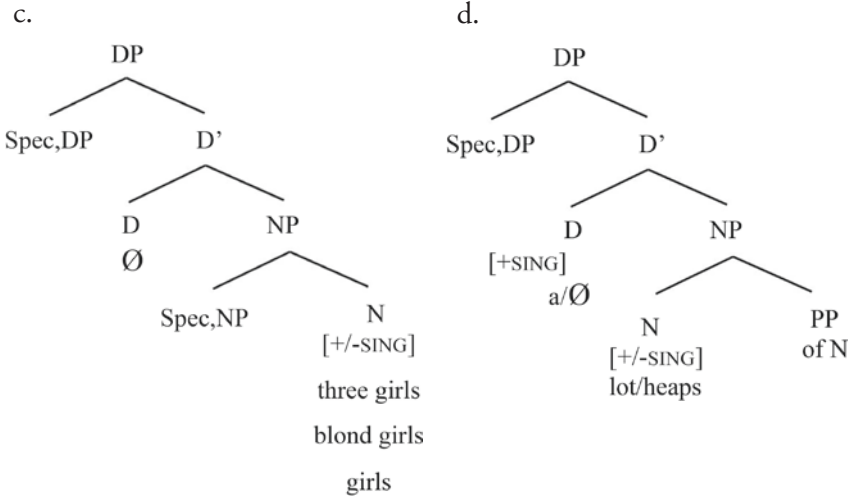 c.
DP
Spec,DP D’
D NP
Ø
Spec,NP N
[+/-SING]
three girls
blond girls
girls
d.
DP
Spec,DP D’
D NP
[+SING]
a/Ø
N PP
[+/-SING] of N
lot/heaps